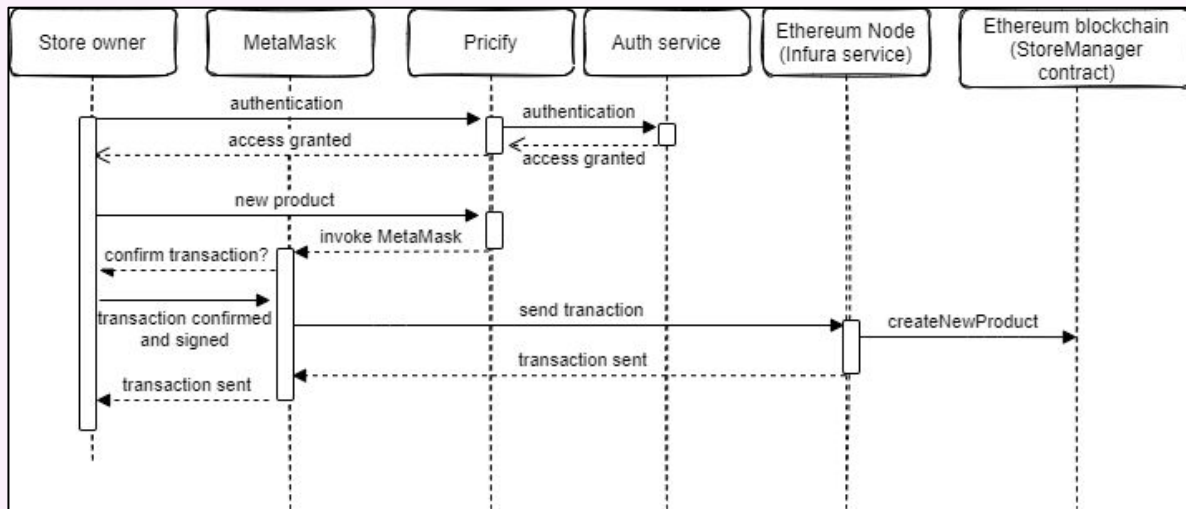 Store owner
MetaMask
Pricify
Auth service
Ethereum Node
(Infura service)
Ethereum blockchain
(StoreManager
contract)
authentication
authentication
access granted
access granted
new product
invoke MetaMask
confirm transaction?
transaction confirmed
and signed
send tranaction
createNewProduct
transaction sent
transaction sent